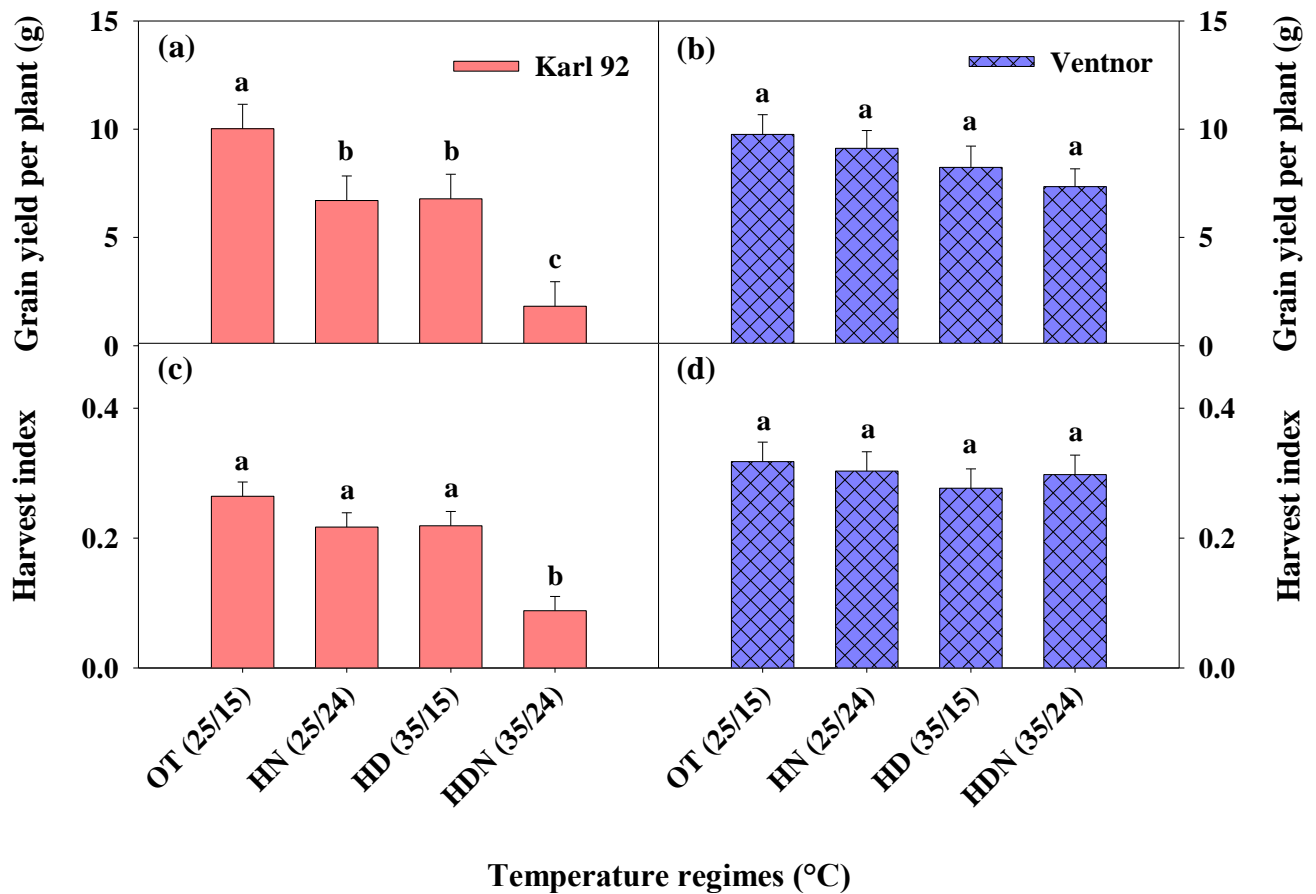 (a)
Karl 92
(b)
Ventnor
Grain yield per plant (g)
15
10
5
0
a
b
b
c
a
a
a
a
15
10
5
0
Grain yield per plant (g)
(c)
(d)
Harvest index
0.4
0.2
0.0
a
a
a
b
a
a
a
a
0.4
0.2
0.0
Harvest index
OT (25/15)
HN (25/24)
HD (35/15)
HDN (35/24)
OT (25/15)
HN (25/24)
HD (35/15)
HDN (35/24)
Temperature regimes (°C)